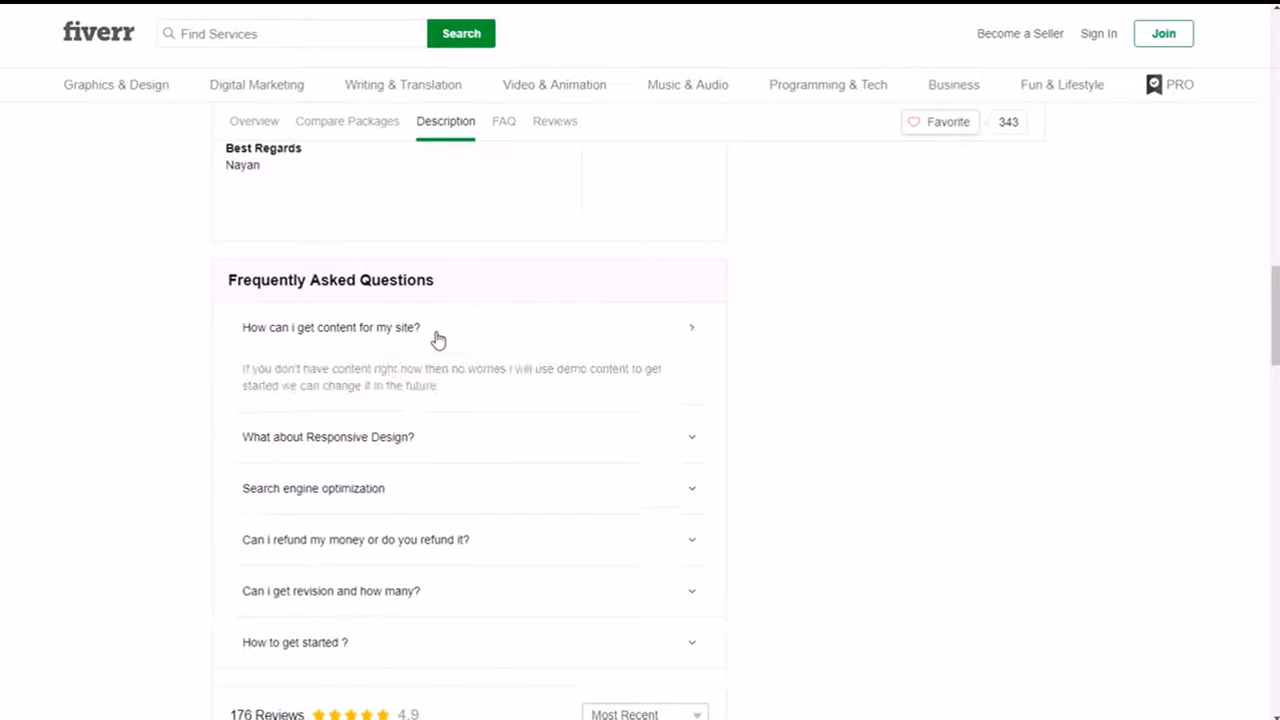 fiverr Find Services Search Become a Seller Sign In Join
Graphics & Design Digital Marketing Writing & Translation Video & Animation Music & Audio Programming & Tech Business Fun & Lifestyle PRO
Overview Compare Packages Description FAQ Reviews Favorite 343
Best Regards
Nayan
Frequently Asked Questions
How can i get content for my site?
If you don't have content right now then no worries I will use demo content to get
started we can change it in the future
What about Responsive Design?
Search engine optimization
Can i refund my money or do you refund it?
Can i get revision and how many?
How to get started ?
176 Reviews 4.9 Most Recent